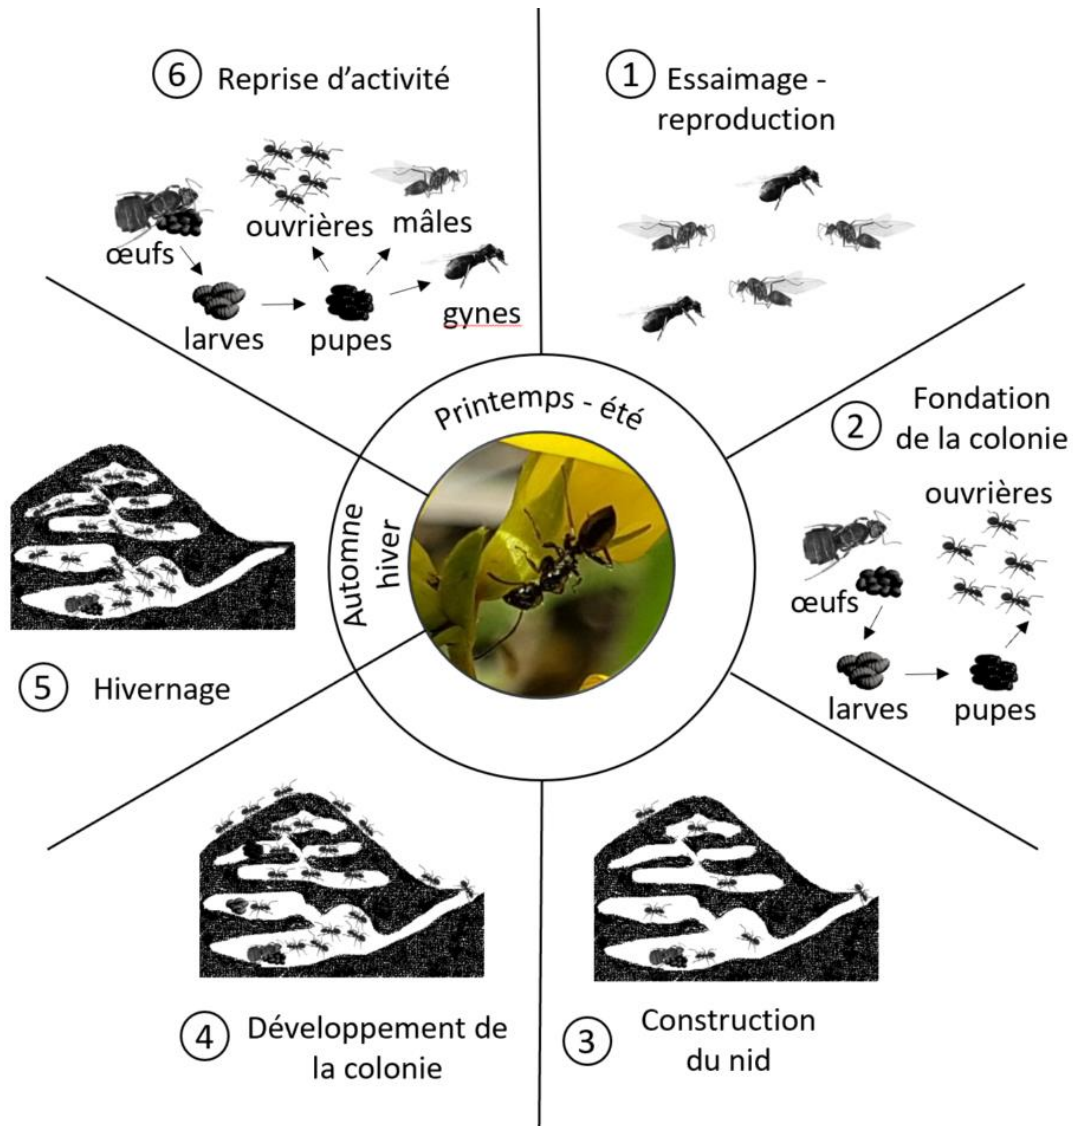 1 Essaimage -
reproduction
2 Fondation
de la colonie
ouvrières
œufs
larves
pupes
3 Construction
du nid
4 Développement de
la colonie
5 Hivernage
6 Reprise d’activité
ouvrières
mâles
œufs
larves
pupes
gynes
Printemps - été
Automne
hiver